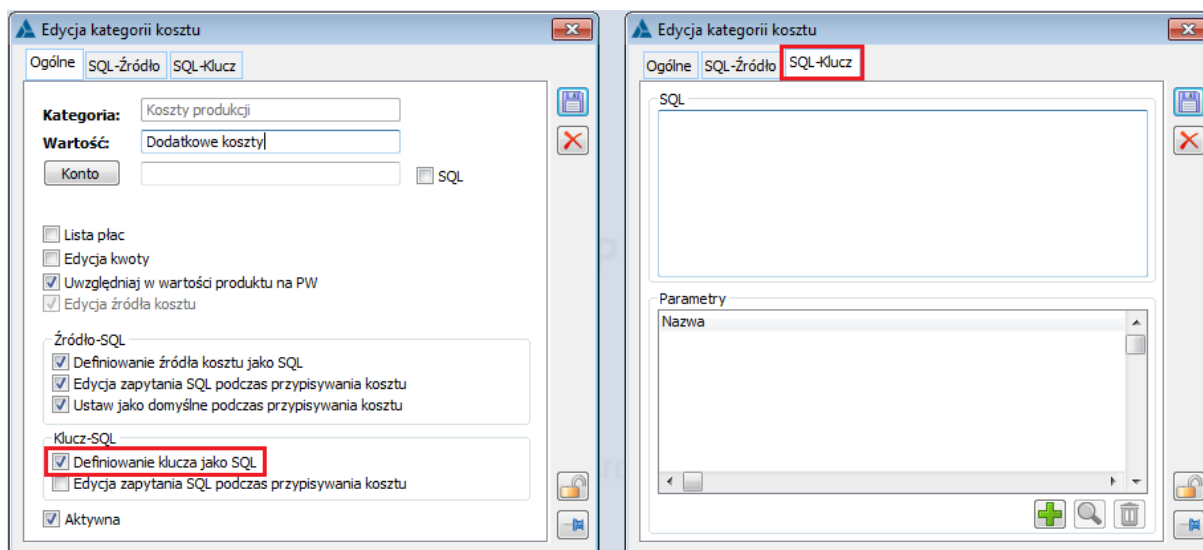 Edycja kategorii kosztu
Ogólne SQL-Źródło SQL-Klucz
Kategoria: Koszty produkcji
Wartość: Dodatkowe koszty
Konto SQL
Lista płac
Edycja kwoty
Uwzględniaj w wartości produktu na PW
Edycja źródła kosztu
Źródło-SQL
Definiowanie źródła kosztu jako SQL
Edycja zapytania SQL podczas przypisywania kosztu
Ustaw jako domyślne podczas przypisywania kosztu
Klucz-SQL
Definiowanie klucza jako SQL
Edycja zapytania SQL podczas przypisywania kosztu
Aktywna
Edycja kategorii kosztu
Ogólne SQL-Źródło SQL-Klucz
SQL
Parametry
Nazwa